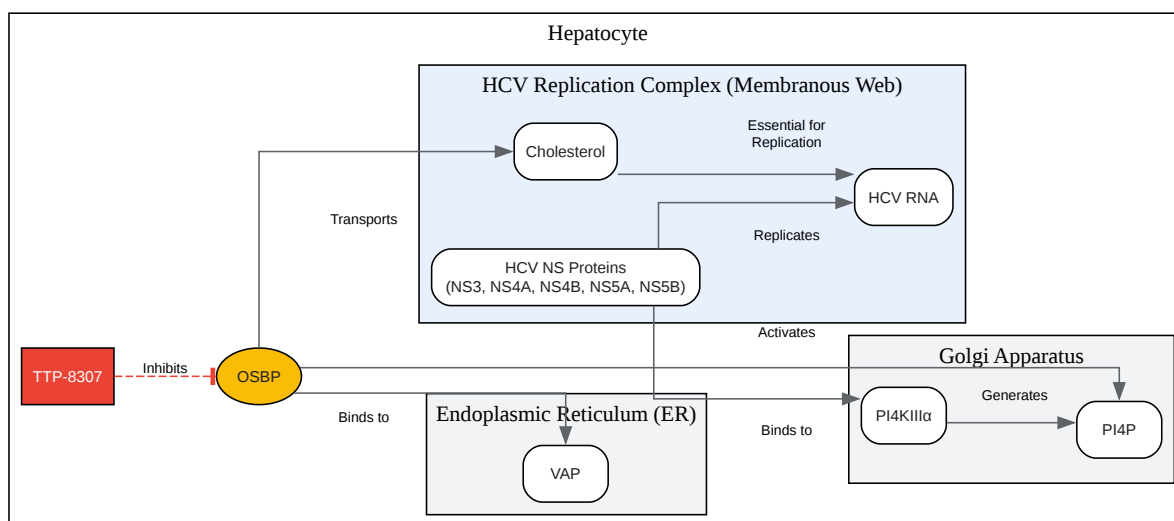 Hepatocyte
HCV Replication Complex (Membranous Web)
Essential for
Replication
Cholesterol
HCV RNA
Transports
Replicates
HCV NS Proteins
(NS3, NS4A, NS4B, NS5A, NS5B)
Activates
Golgi Apparatus
TTP-8307
Inhibits
OSBP
Generates
Endoplasmic Reticulum (ER)
Binds to
Binds to
PI4KIIIα
PI4P
VAP